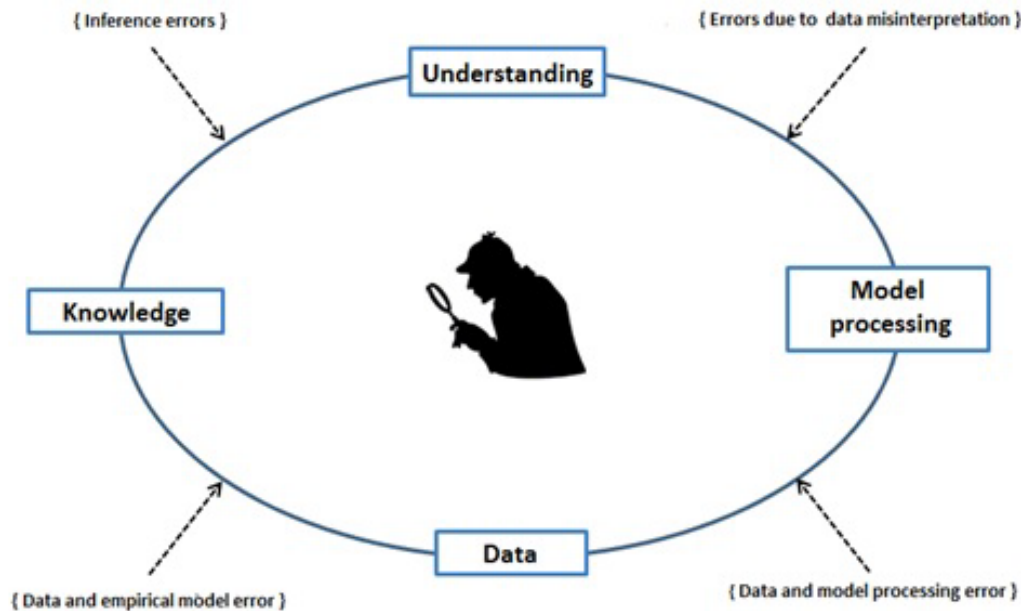 { Inference errors }
{ Errors due to data misinterpretation }
Understanding
Knowledge
Model
processing
Data
{ Data and empirical model error }
{ Data and model processing error }